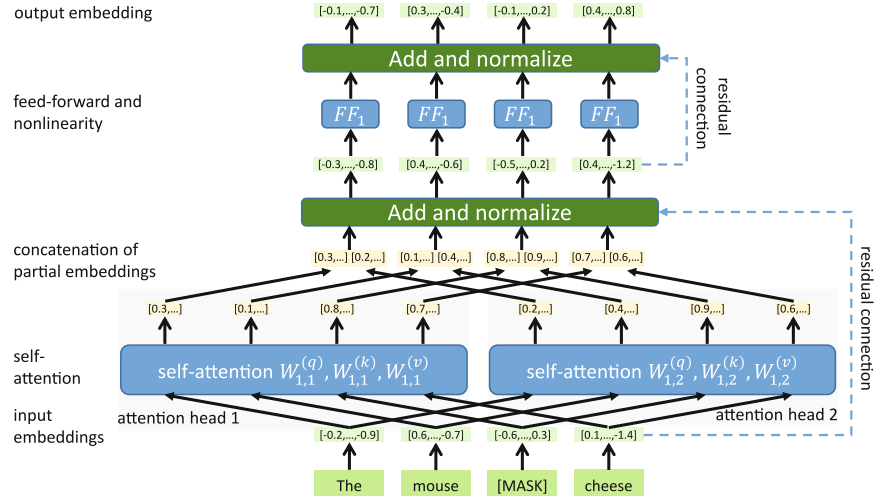 output embedding
[-0.1,...,-0.7] [0.3,...,-0.4] [-0.1,...,0.2] [0.4,...,0.8]
Add and normalize
feed-forward and
nonlinearity
FF₁ FF₁ FF₁ FF₁
residual
connection
[-0.3,...,-0.8] [0.4,...,-0.6] [-0.5,...,0.2] [0.4,...,-1.2]
Add and normalize
concatenation of
partial embeddings
[0.3,...] [0.2,...] [0.1,...] [0.4,...] [0.8,...] [0.9,...] [0.7,...] [0.6,...]
[0.3,...] [0.1,...] [0.8,...] [0.7,...] [0.2,...] [0.4,...] [0.9,...] [0.6,...]
residual connection
self-
attention
self-attention W₁,₁⁽q⁾, W₁,₁⁽k⁾, W₁,₁⁽v⁾
self-attention W₁,₂⁽q⁾, W₁,₂⁽k⁾, W₁,₂⁽v⁾
input
embeddings
attention head 1
attention head 2
[-0.2,...,-0.9] [0.6,...,-0.7] [-0.6,...,0.3] [0.1,...,-1.4]
The mouse [MASK] cheese